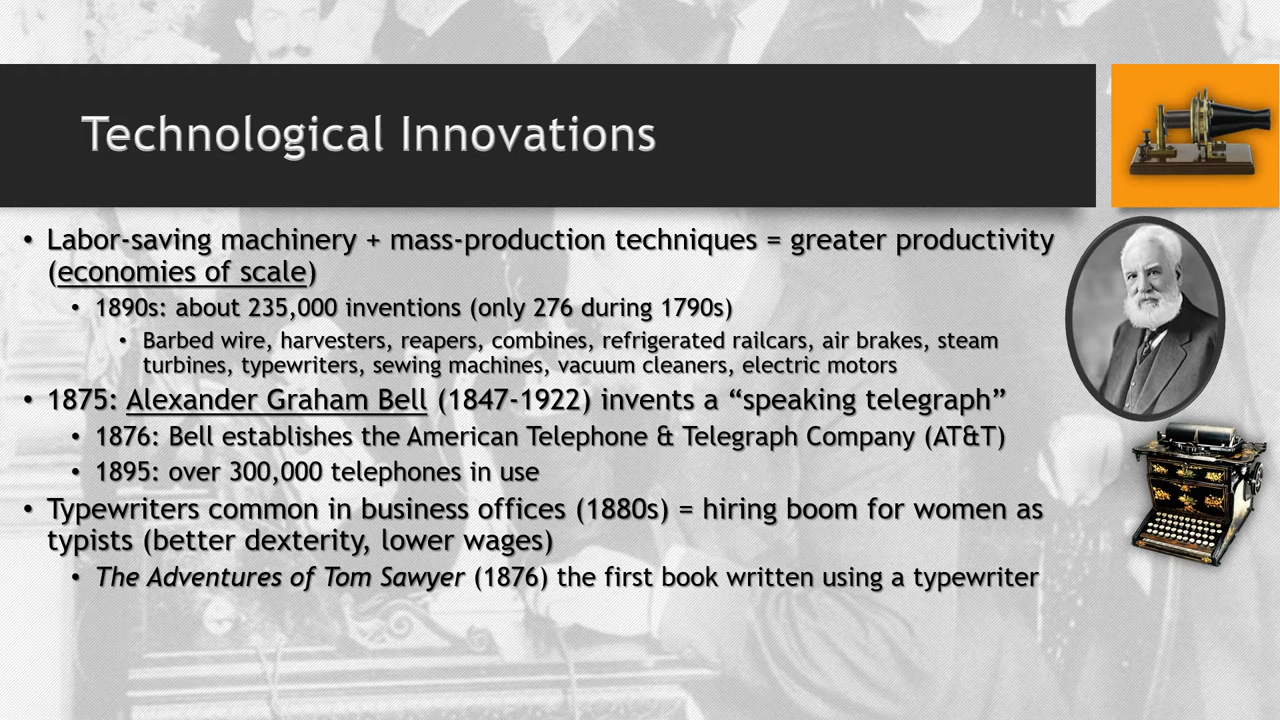 Technological Innovations
• Labor-saving machinery + mass-production techniques = greater productivity
(economies of scale)
• 1890s: about 235,000 inventions (only 276 during 1790s)
• Barbed wire, harvesters, reapers, combines, refrigerated railcars, air brakes, steam
turbines, typewriters, sewing machines, vacuum cleaners, electric motors
• 1875: Alexander Graham Bell (1847-1922) invents a “speaking telegraph”
• 1876: Bell establishes the American Telephone & Telegraph Company (AT&T)
• 1895: over 300,000 telephones in use
• Typewriters common in business offices (1880s) = hiring boom for women as
typists (better dexterity, lower wages)
• The Adventures of Tom Sawyer (1876) the first book written using a typewriter